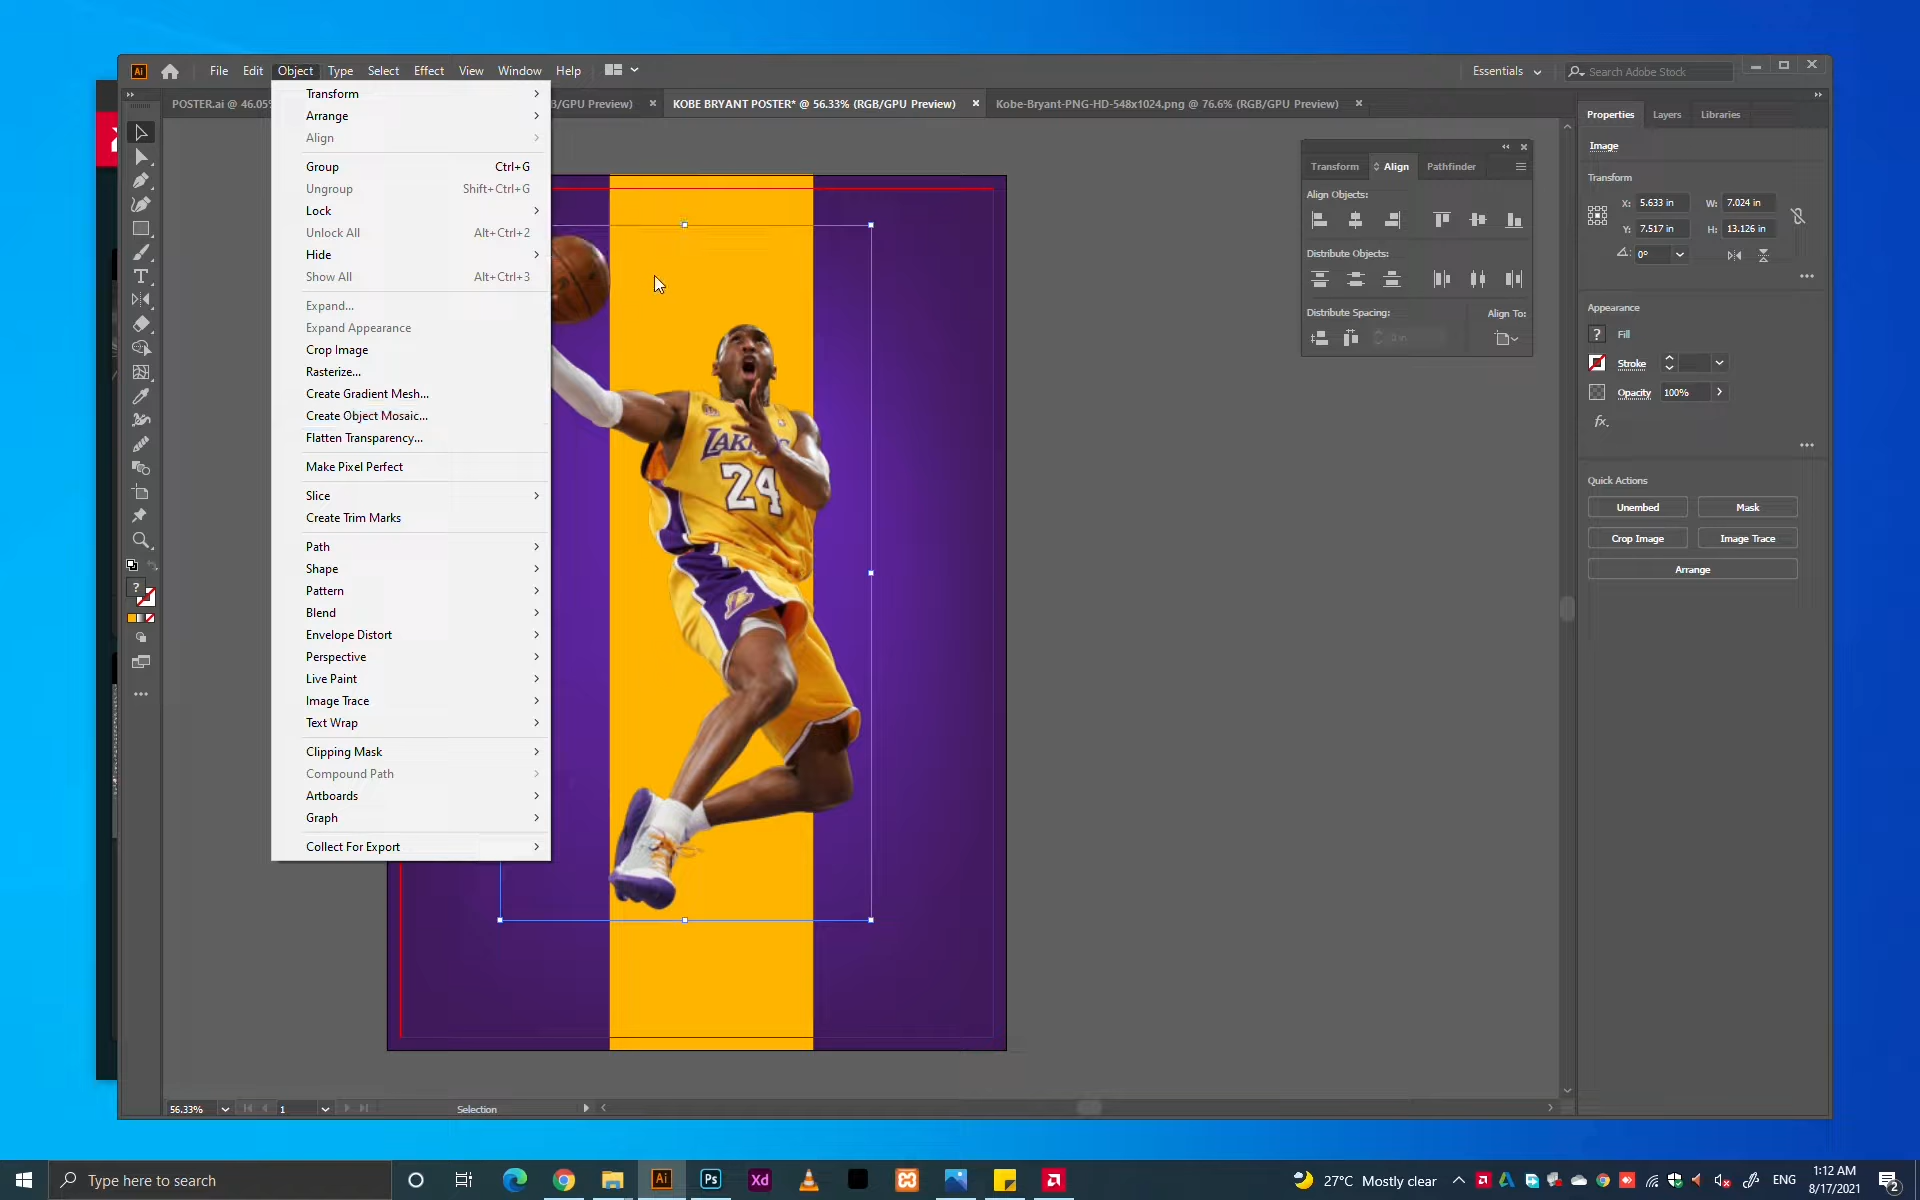 Ai File Edit Object Type Select Effect View Window Help
Essentials Search Adobe Stock
POSTER.ai @ 46.05
B/GPU Preview) × KOBE BRYANT POSTER* @ 56.33% (RGB/GPU Preview) × Kobe-Bryant-PNG-HD-548x1024.png @ 76.6% (RGB/GPU Preview) ×
Transform
Arrange
Align
Group Ctrl+G
Ungroup Shift+Ctrl+G
Lock
Unlock All Alt+Ctrl+2
Hide
Show All Alt+Ctrl+3
Expand...
Expand Appearance
Crop Image
Rasterize...
Create Gradient Mesh...
Create Object Mosaic...
Flatten Transparency...
Make Pixel Perfect
Slice
Create Trim Marks
Path
Shape
Pattern
Blend
Envelope Distort
Perspective
Live Paint
Image Trace
Text Wrap
Clipping Mask
Compound Path
Artboards
Graph
Collect For Export
24
Transform Align Pathfinder
Align Objects:
Distribute Objects:
Distribute Spacing: Align To:
0 in
Properties Layers Libraries
Image
Transform
X: 5.633 in W: 7.024 in
Y: 7.517 in H: 13.126 in
0°
Appearance
? Fill
Stroke
Opacity 100%
fx.
Quick Actions
Unembed Mask
Crop Image Image Trace
Arrange
56.33% 1 Selection
Type here to search
Ai Ps Xd
27°C Mostly clear ENG
1:12 AM
8/17/2021
2